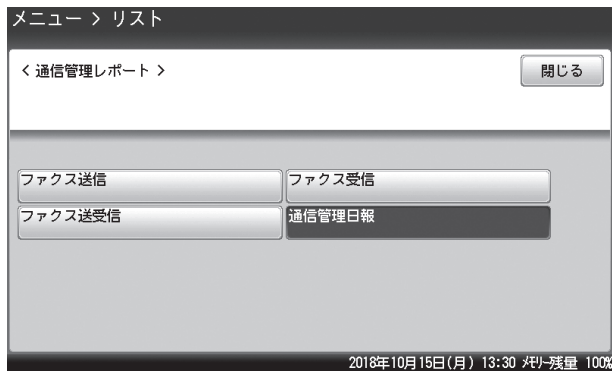 メニュー > リスト
< 通信管理レポート >
閉じる
ファクス送信
ファクス受信
ファクス送受信
通信管理日報
2018年10月15日(月) 13:30 ﾒﾓﾘｰ残量 100%